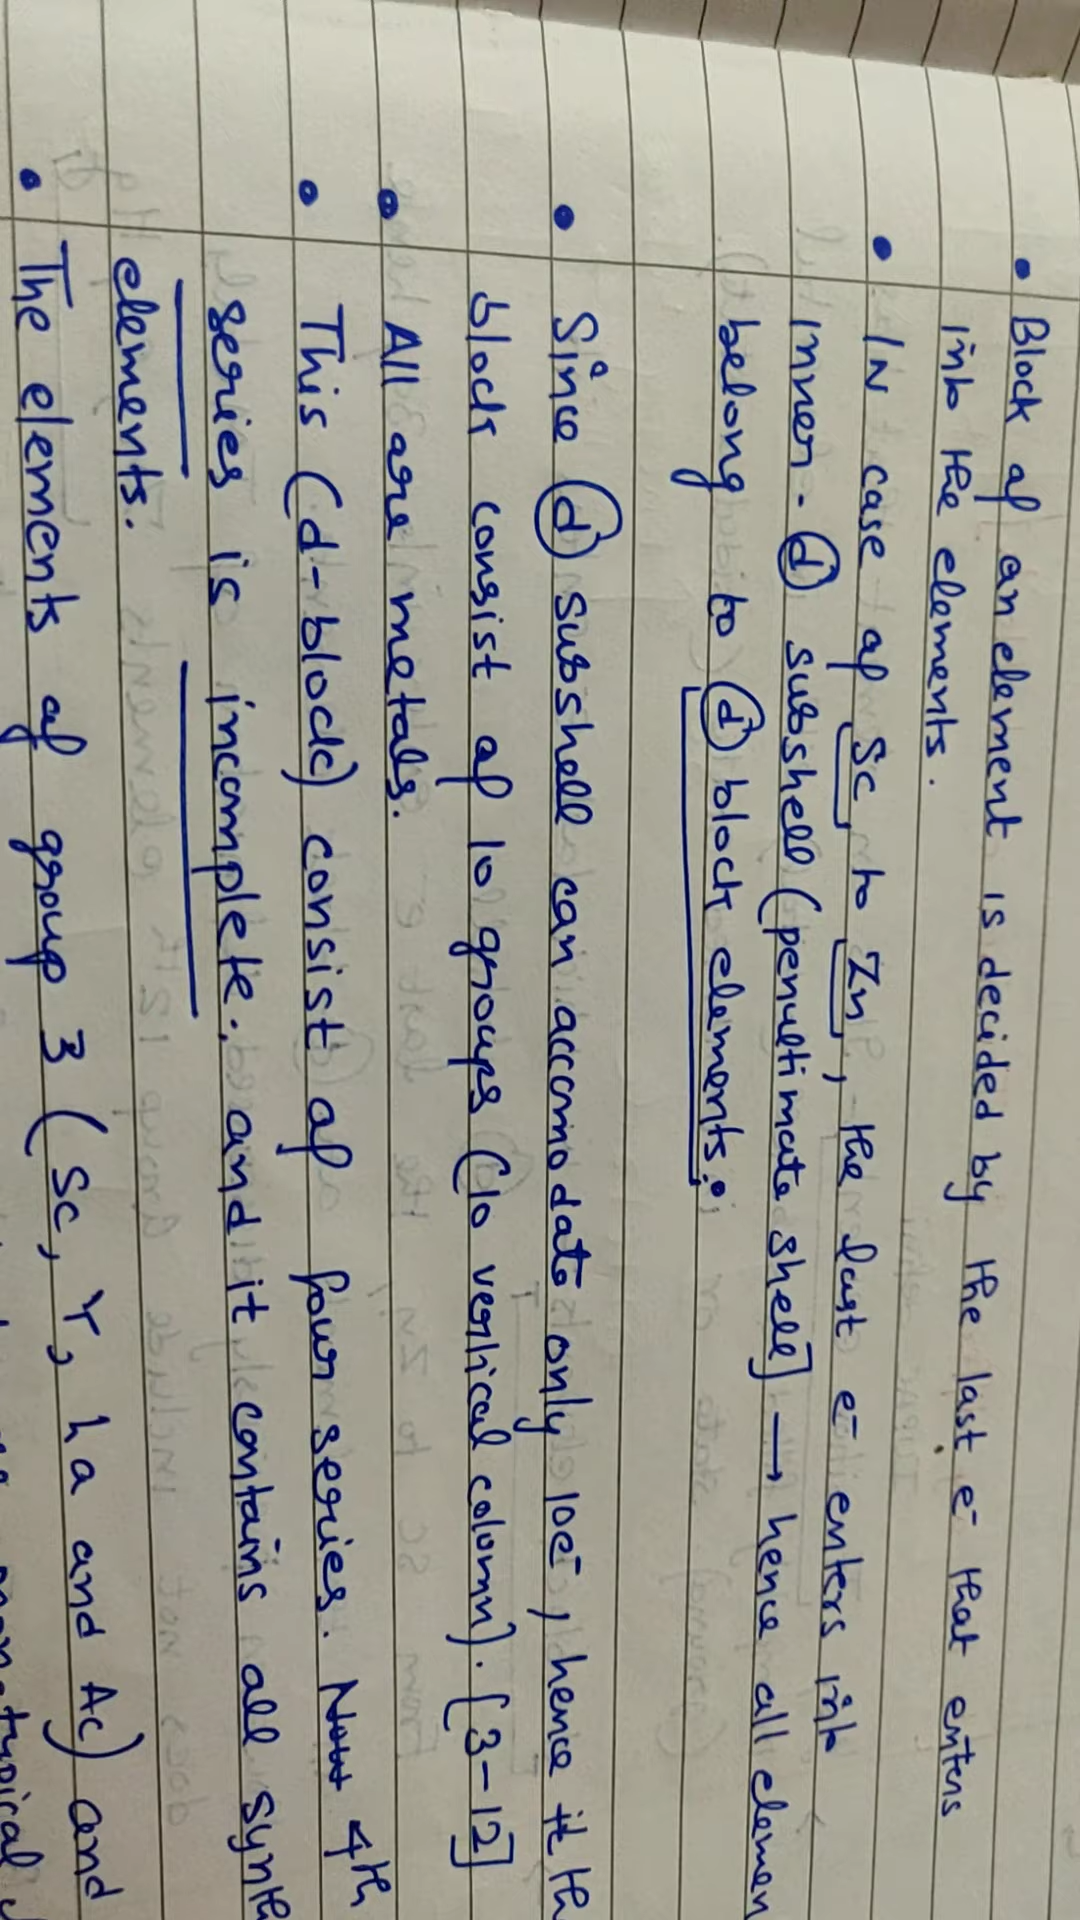 • Block of an element is decided by the last e- that enters
into the elements.
• IN case of Sc to Zn, the last e- enters into
inner - d subshell (penultimate shell] → hence all elemen
belong to d block elements.
• Since d subshell can accomodate only 10e-, hence it th
block consist of 10 groups (10 vertical colomn]. [3-12]
• All are metals.
• This (d-block) consist of four series. 4th
series is incomplete. and it contains all synth
elements.
• The elements of group 3 (Sc, Y, ha and Ac) and
typical